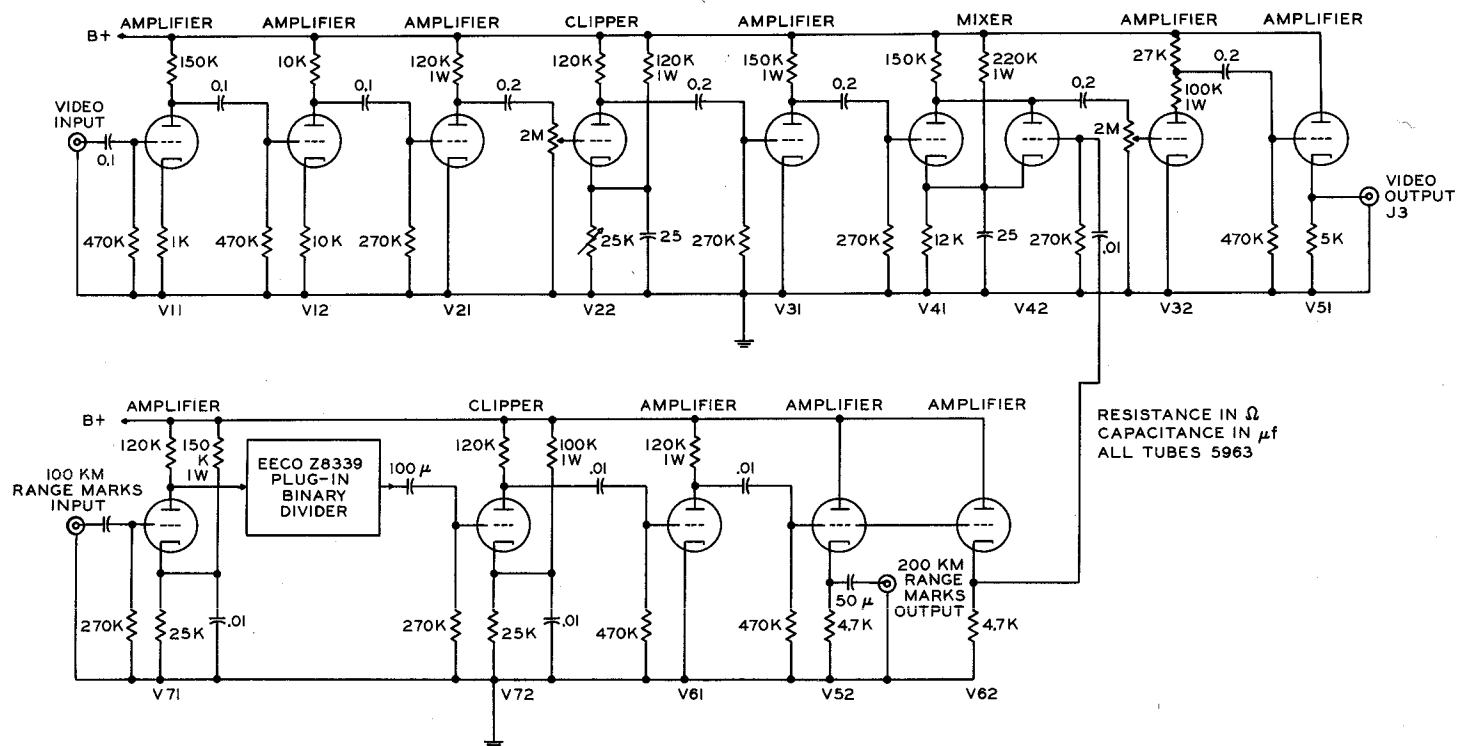 AMPLIFIER AMPLIFIER AMPLIFIER CLIPPER AMPLIFIER MIXER AMPLIFIER AMPLIFIER
B+
150K
10K
120K
1W
120K
120K
1W
150K
1W
150K
220K
1W
27K
100K
1W
0.1
0.1
0.2
0.2
0.2
0.2
0.2
VIDEO
INPUT
0.1
2M
2M
VIDEO
OUTPUT
J3
470K
1K
470K
10K
270K
25K
25
270K
270K
12K
25
270K
.01
470K
5K
V11 V12 V21 V22 V31 V41 V42 V32 V51
AMPLIFIER CLIPPER AMPLIFIER AMPLIFIER AMPLIFIER
B+
120K
150
K
1W
EECO Z8339
PLUG-IN
BINARY
DIVIDER
100 μ
120K
100K
1W
.01
120K
1W
.01
RESISTANCE IN Ω
CAPACITANCE IN μf
ALL TUBES 5963
100 KM
RANGE MARKS
INPUT
200 KM
RANGE
MARKS
OUTPUT
50 μ
270K
25K
.01
270K
25K
.01
470K
470K
4.7K
4.7K
V71 V72 V61 V52 V62